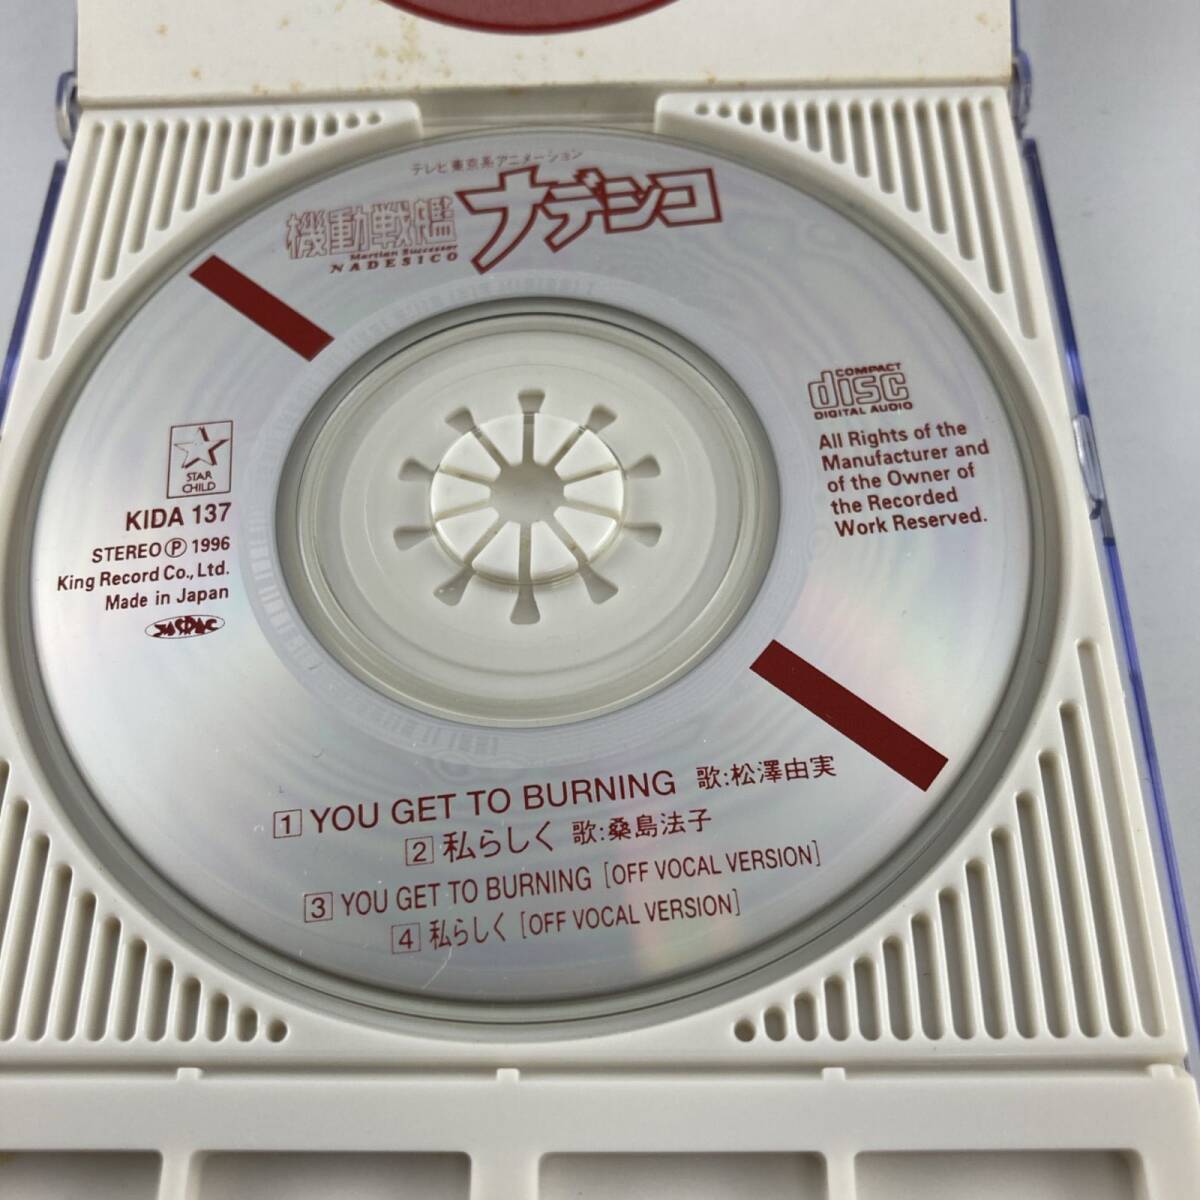 テレビ東京系アニメーション
機動戦艦 ナデシコ
Martian Successor
NADESICO
COMPACT
disc
DIGITAL AUDIO
All Rights of the
Manufacturer and
of the Owner of
the Recorded
Work Reserved.
STAR
CHILD
KIDA 137
STEREO Ⓟ 1996
King Record Co., Ltd.
Made in Japan
JASRAC
1 YOU GET TO BURNING 歌:松澤由実
2 私らしく 歌:桑島法子
3 YOU GET TO BURNING [OFF VOCAL VERSION]
4 私らしく [OFF VOCAL VERSION]